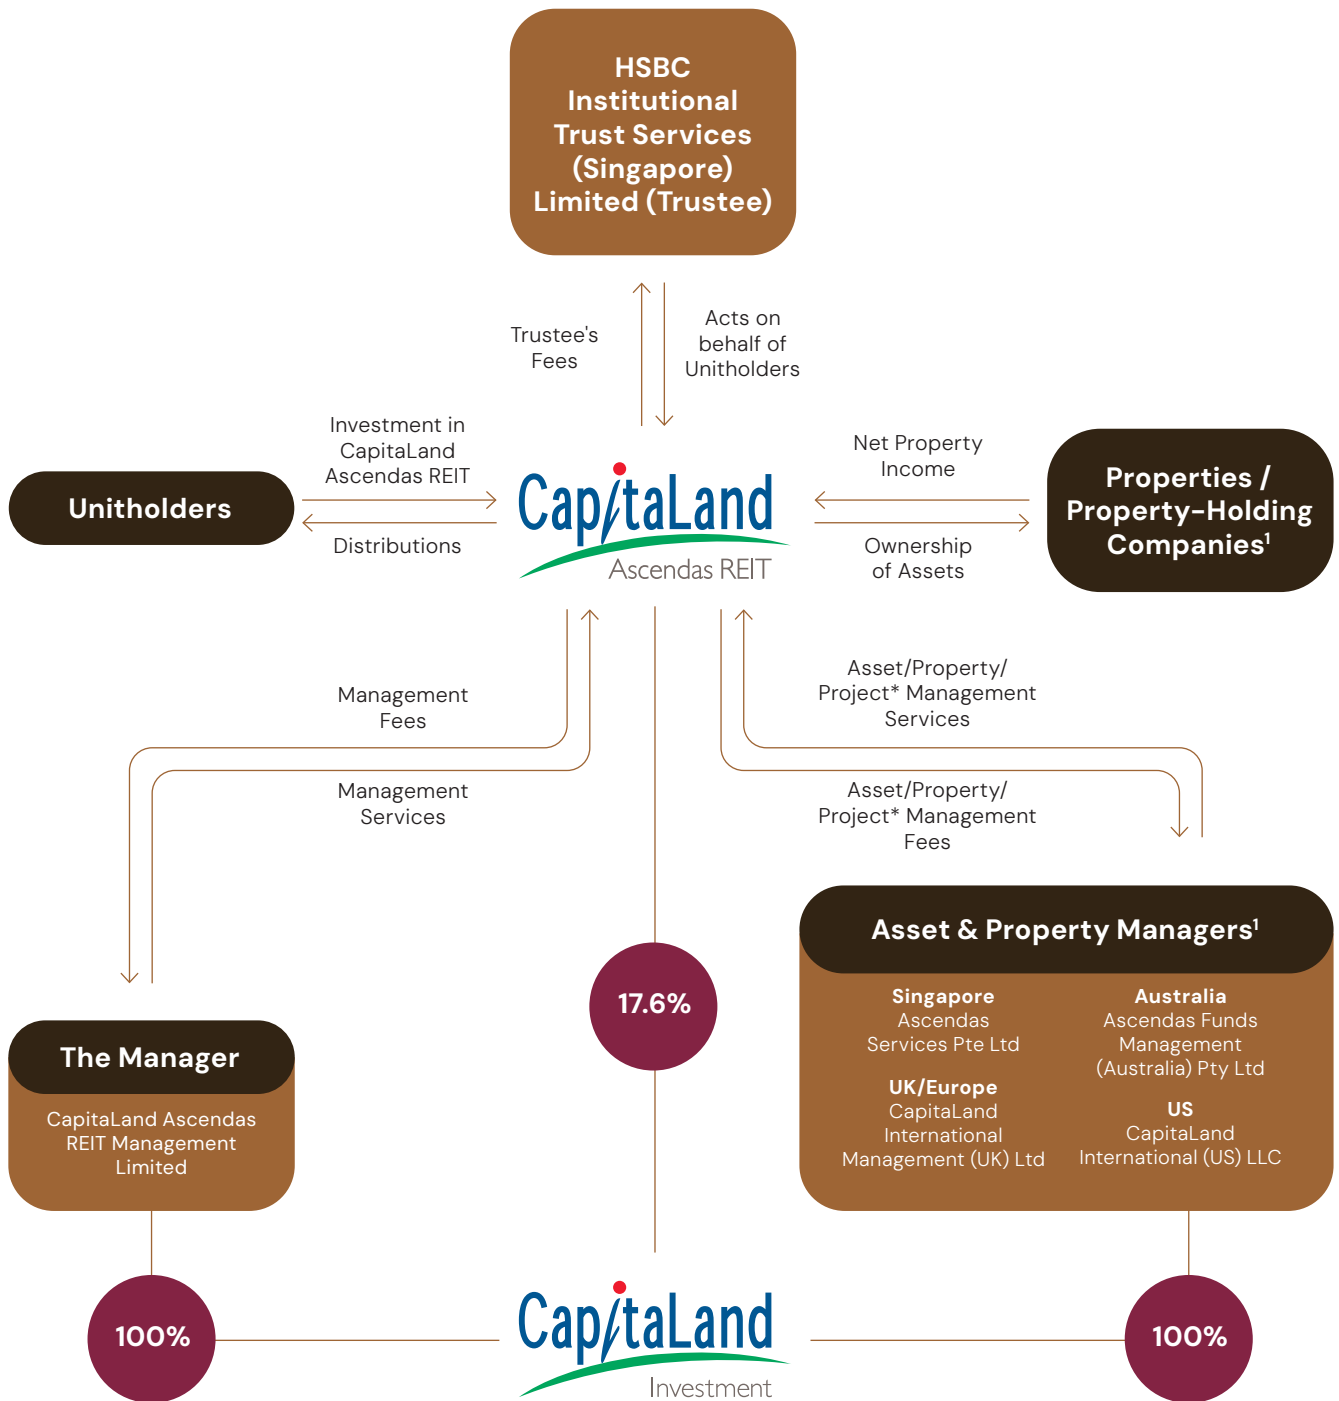 HSBC
Institutional
Trust Services
(Singapore)
Limited (Trustee)
Trustee's
Fees
Acts on
behalf of
Unitholders
Investment in
CapitaLand
Ascendas REIT
Unitholders
Distributions
CapitaLand
Ascendas REIT
Net Property
Income
Ownership
of Assets
Properties /
Property-Holding
Companies¹
Management
Fees
Management
Services
Asset/Property/
Project* Management
Services
Asset/Property/
Project* Management
Fees
17.6%
The Manager
CapitaLand Ascendas
REIT Management
Limited
Asset & Property Managers¹
Singapore
Ascendas
Services Pte Ltd
UK/Europe
CapitaLand
International
Management (UK) Ltd
Australia
Ascendas Funds
Management
(Australia) Pty Ltd
US
CapitaLand
International (US) LLC
100%
CapitaLand
Investment
100%